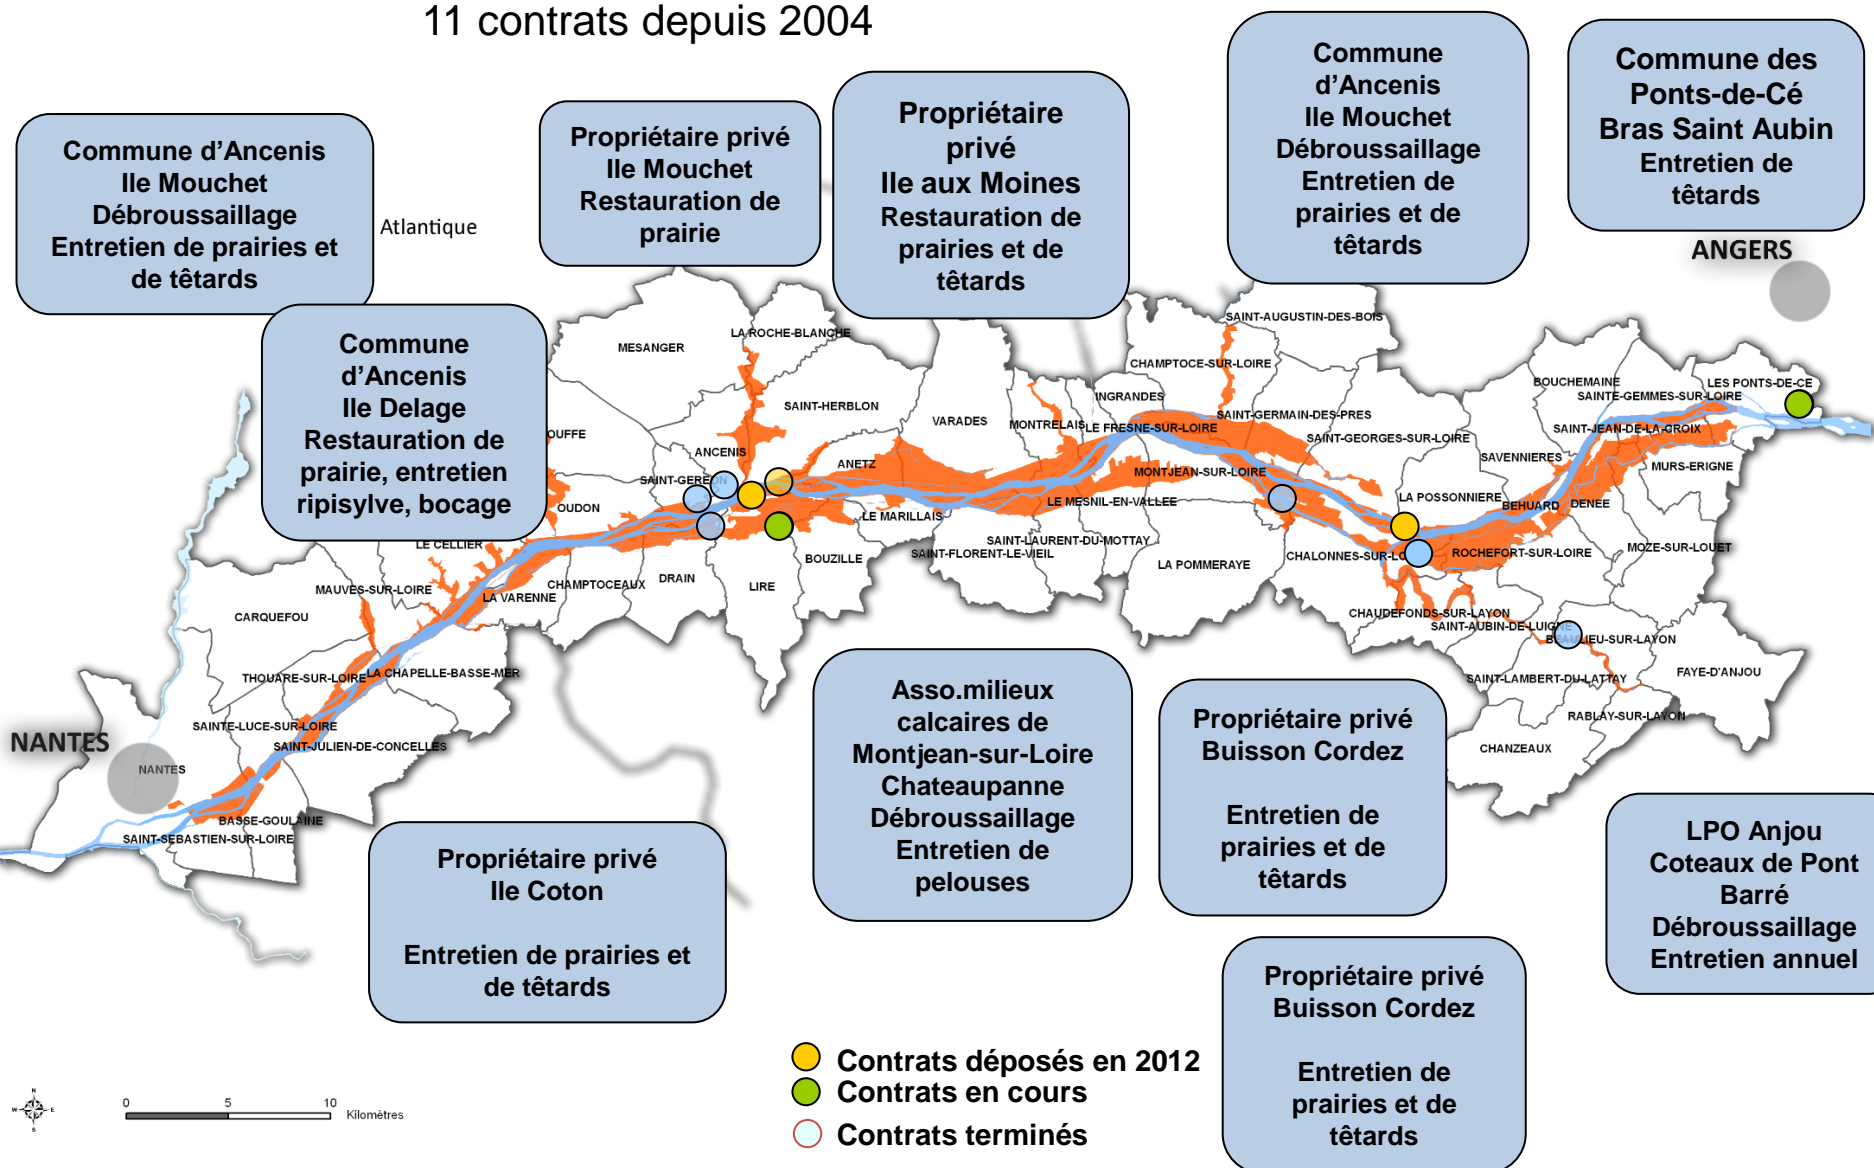 11 contrats depuis 2004
Commune d’Ancenis
Ile Mouchet
Débroussaillage
Entretien de prairies et
de têtards
Atlantique
Propriétaire privé
Ile Mouchet
Restauration de
prairie
Propriétaire
privé
Ile aux Moines
Restauration de
prairies et de
têtards
Commune
d’Ancenis
Ile Mouchet
Débroussaillage
Entretien de
prairies et de
têtards
Commune des
Ponts-de-Cé
Bras Saint Aubin
Entretien de
têtards
ANGERS
Commune
d’Ancenis
Ile Delage
Restauration de
prairie, entretien
ripisylve, bocage
MESANGER
LA ROCHE-BLANCHE
SAINT-HERBLON
OUFFE
ANCENIS
SAINT-GEREON
OUDON
LE CELLIER
MAUVES-SUR-LOIRE
CARQUEFOU
LA VARENNE
CHAMPTOCEAUX
DRAIN
LIRE
BOUZILLE
ANETZ
VARADES
LE MARILLAIS
SAINT-FLORENT-LE-VIEIL
SAINT-LAURENT-DU-MOTTAY
LE MESNIL-EN-VALLEE
MONTRELAIS
INGRANDES
LE FRESNE-SUR-LOIRE
MONTJEAN-SUR-LOIRE
LA POMMERAYE
CHAMPTOCE-SUR-LOIRE
SAINT-AUGUSTIN-DES-BOIS
SAINT-GERMAIN-DES-PRES
SAINT-GEORGES-SUR-LOIRE
LA POSSONNIERE
SAVENNIERES
BOUCHEMAINE
SAINTE-GEMMES-SUR-LOIRE
LES PONTS-DE-CE
SAINT-JEAN-DE-LA-CROIX
MURS-ERIGNE
BEHUARD
DENEE
MOZE-SUR-LOUET
CHALONNES-SUR-LO
ROCHEFORT-SUR-LOIRE
CHAUDEFONDS-SUR-LAYON
SAINT-AUBIN-DE-LUIGNE
BEAULIEU-SUR-LAYON
SAINT-LAMBERT-DU-LATTAY
FAYE-D'ANJOU
RABLAY-SUR-LAYON
CHANZEAUX
THOUARE-SUR-LOIRE
LA CHAPELLE-BASSE-MER
SAINTE-LUCE-SUR-LOIRE
SAINT-JULIEN-DE-CONCELLES
NANTES
NANTES
BASSE-GOULAINE
SAINT-SEBASTIEN-SUR-LOIRE
Propriétaire privé
Ile Coton
Entretien de prairies et
de têtards
Asso.milieux
calcaires de
Montjean-sur-Loire
Chateaupanne
Débroussaillage
Entretien de
pelouses
Propriétaire privé
Buisson Cordez
Entretien de
prairies et de
têtards
Propriétaire privé
Buisson Cordez
Entretien de
prairies et de
têtards
LPO Anjou
Coteaux de Pont
Barré
Débroussaillage
Entretien annuel
Contrats déposés en 2012
Contrats en cours
Contrats terminés
N
W E
S
0 5 10
Kilomètres